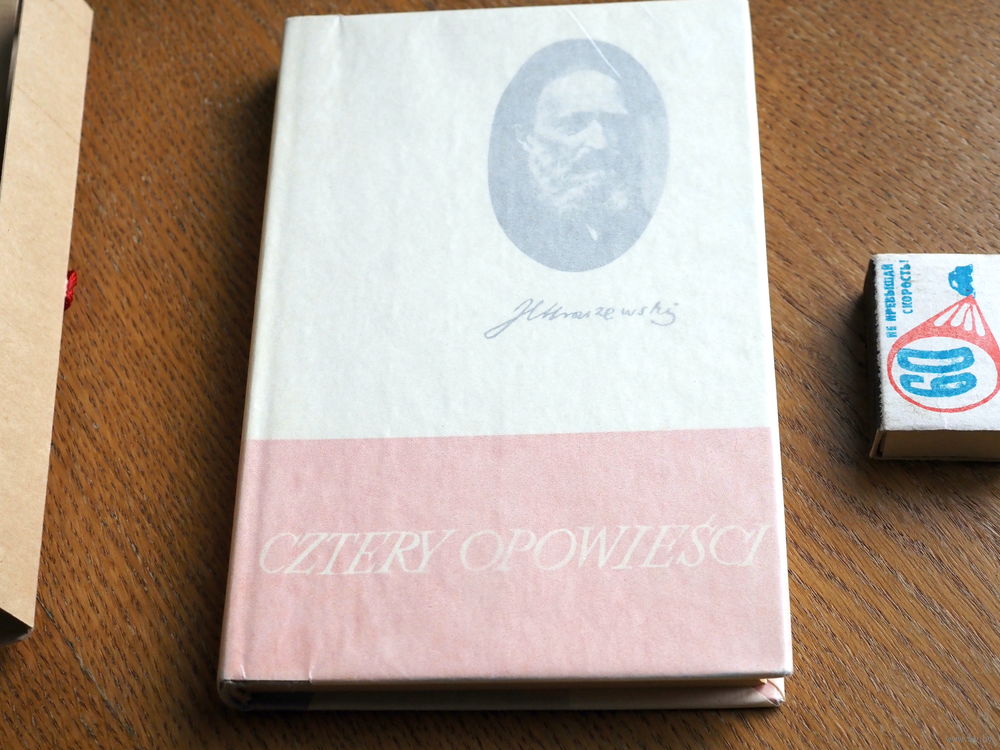 JIKraszewski
CZTERY OPOWIEŚCI
НЕ ПРЕВЫШАЙ
СКОРОСТЬ!
60